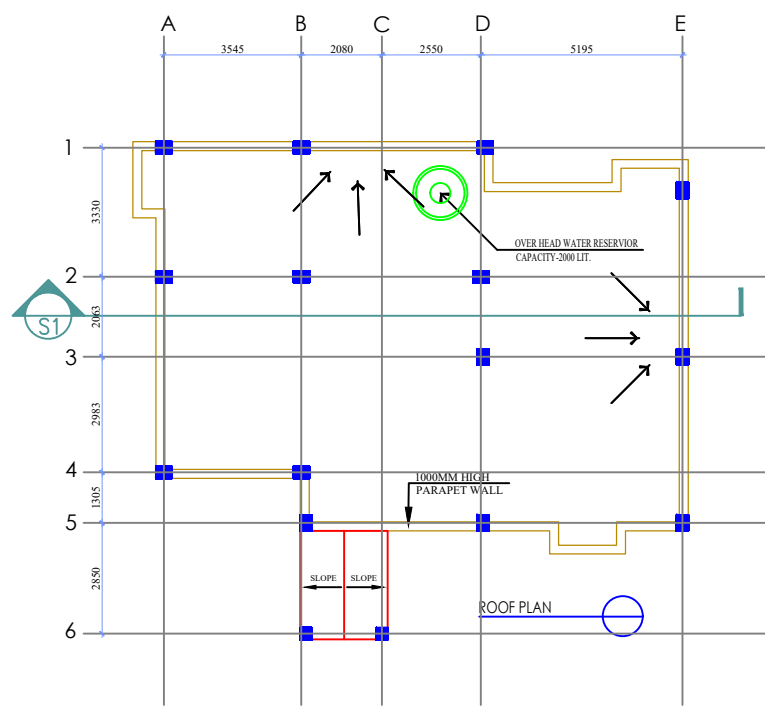 A B C D E
3545 2080 2550 5195
1
3330
OVER HEAD WATER RESERVIOR
CAPACITY-2000 LIT.
2
2063
S1
3
2983
4
1000MM HIGH
PARAPET WALL
1305
5
2850
SLOPE SLOPE
ROOF PLAN
6